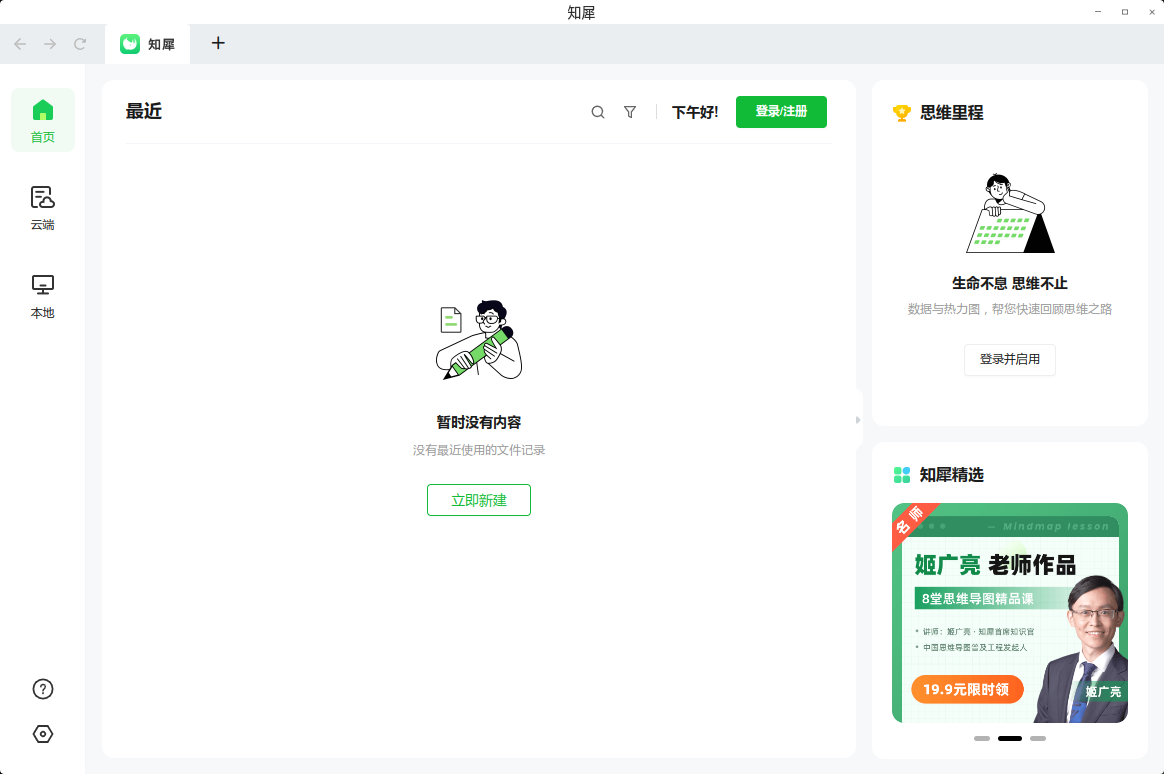 知犀
知犀
首页
云端
本地
最近
下午好!
登录/注册
暂时没有内容
没有最近使用的文件记录
立即新建
思维里程
生命不息 思维不止
数据与热力图，帮您快速回顾思维之路
登录并启用
知犀精选
名师
— Mindmap lesson
姬广亮 老师作品
8堂思维导图精品课
• 讲师：姬广亮 · 知犀首席知识官
• 中国思维导图普及工程发起人
19.9元限时领
姬广亮